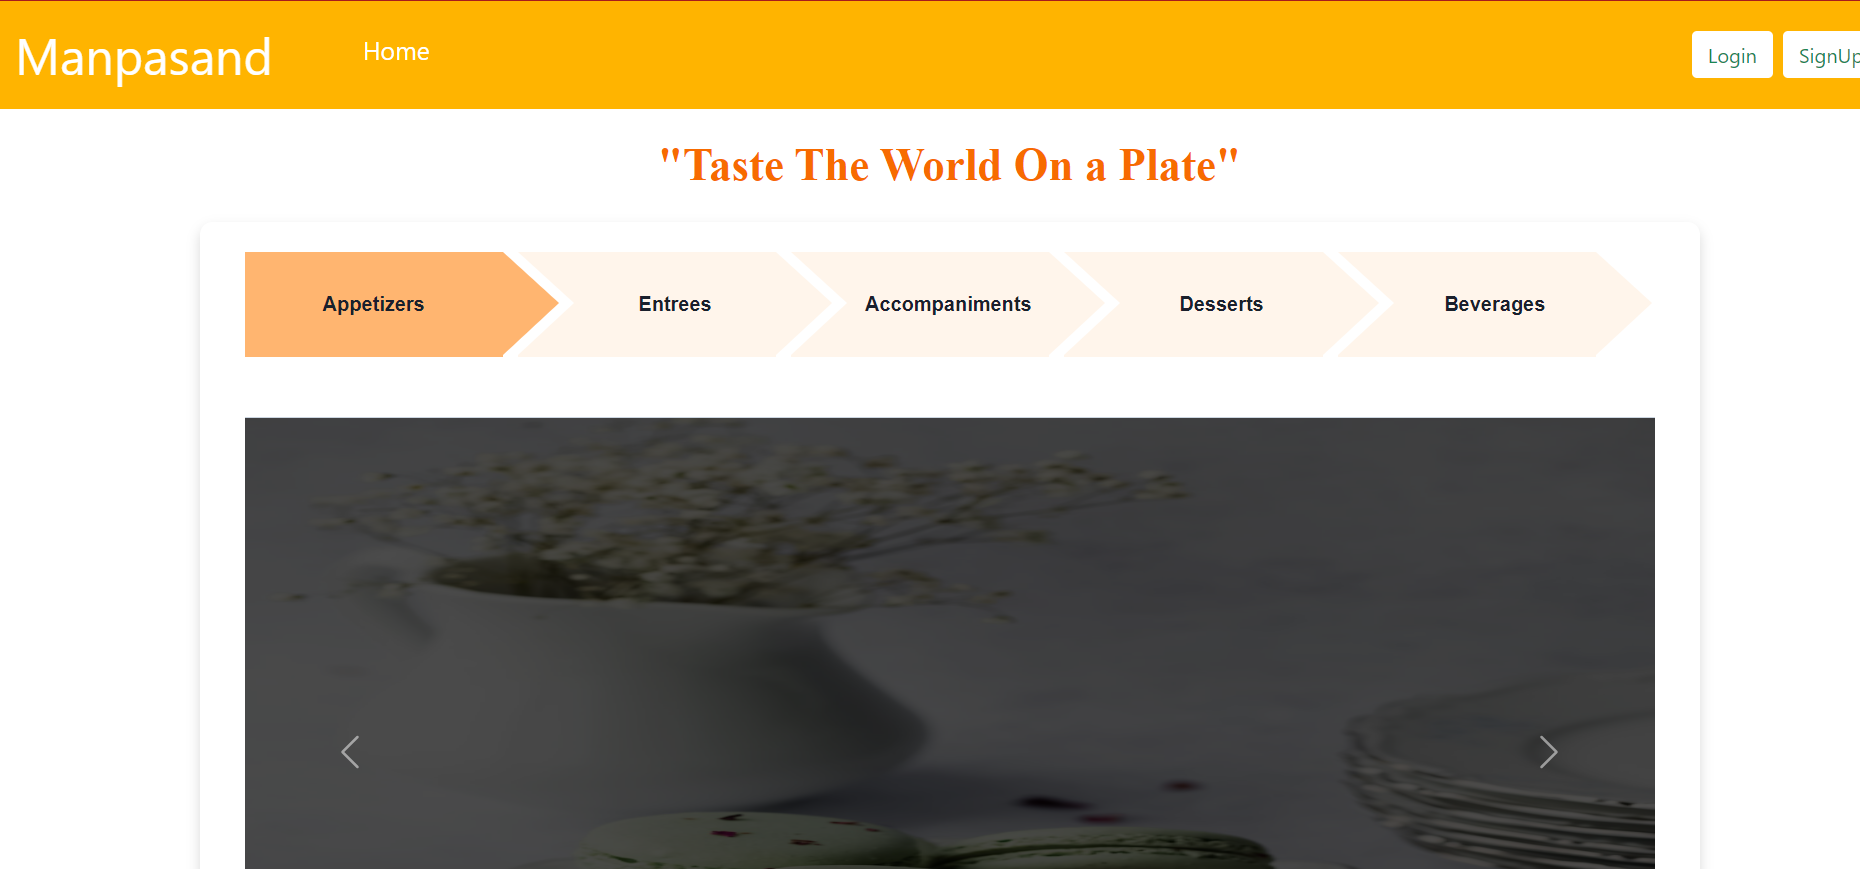 Manpasand Home Login SignUp
"Taste The World On a Plate"
Appetizers Entrees Accompaniments Desserts Beverages